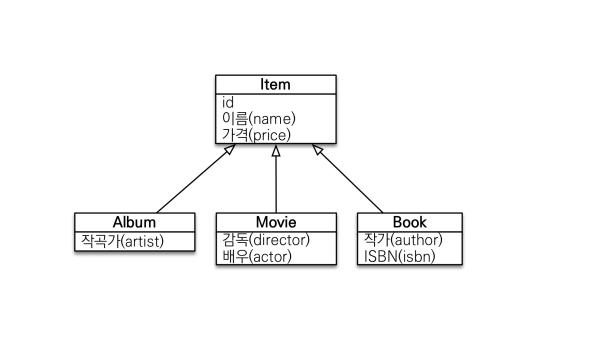 Item
id
이름(name)
가격(price)
Album
작곡가(artist)
Movie
감독(director)
배우(actor)
Book
작가(author)
ISBN(isbn)